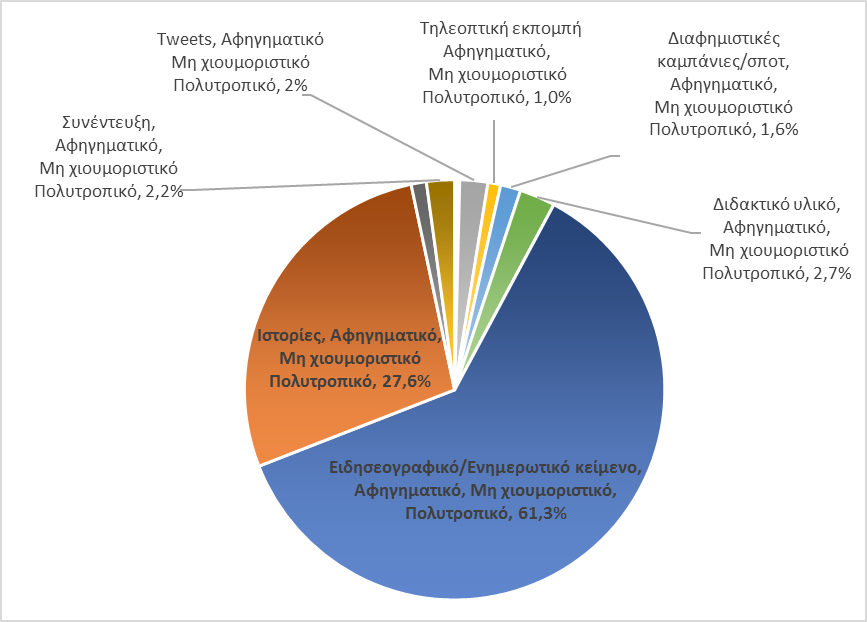 Tweets, Αφηγηματικό
Μη χιουμοριστικό
Πολυτροπικό, 2%
Τηλεοπτική εκπομπή
Αφηγηματικό,
Μη χιουμοριστικό
Πολυτροπικό, 1,0%
Διαφημιστικές
καμπάνιες/σποτ,
Αφηγηματικό,
Μη χιουμοριστικό
Πολυτροπικό, 1,6%
Συνέντευξη,
Αφηγηματικό,
Μη χιουμοριστικό
Πολυτροπικό, 2,2%
Διδακτικό υλικό,
Αφηγηματικό,
Μη χιουμοριστικό
Πολυτροπικό, 2,7%
Ιστορίες, Αφηγηματικό,
Μη χιουμοριστικό
Πολυτροπικό, 27,6%
Ειδησεογραφικό/Ενημερωτικό κείμενο,
Αφηγηματικό, Μη χιουμοριστικό,
Πολυτροπικό, 61,3%